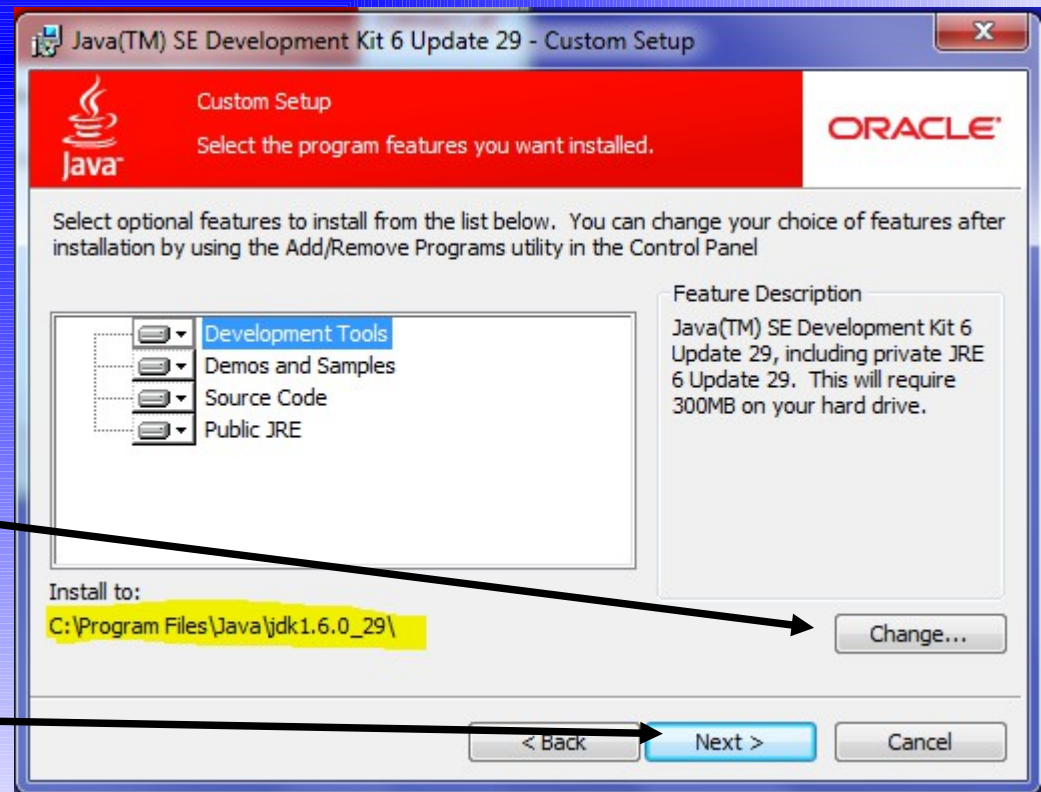 Java(TM) SE Development Kit 6 Update 29 - Custom Setup
Custom Setup
Select the program features you want installed.
Java™
ORACLE®
Select optional features to install from the list below.  You can change your choice of features after
installation by using the Add/Remove Programs utility in the Control Panel
Development Tools
Demos and Samples
Source Code
Public JRE
Feature Description
Java(TM) SE Development Kit 6
Update 29, including private JRE
6 Update 29.  This will require
300MB on your hard drive.
Install to:
C:\Program Files\Java\jdk1.6.0_29\
Change...
< Back
Next >
Cancel